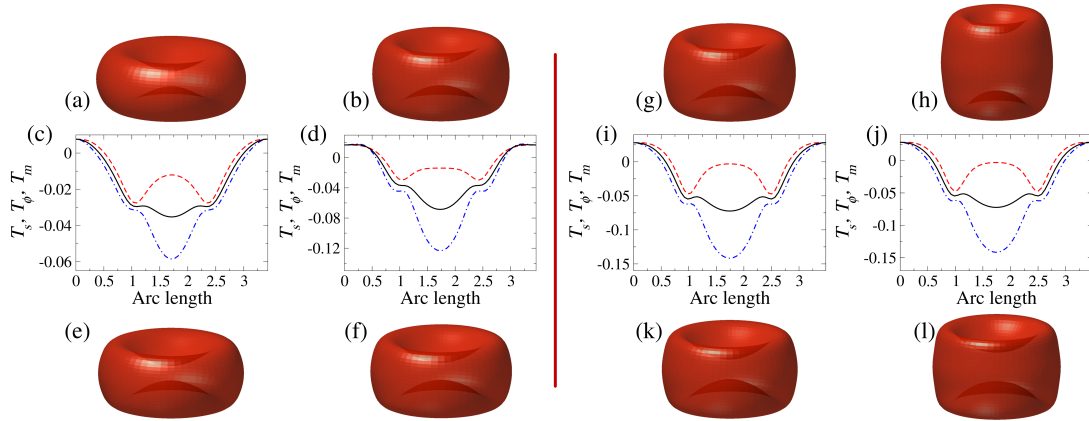 (a)
(b)
(g)
(h)
(c)
(d)
(i)
(j)
T_s, T_ϕ, T_m
0
-0.02
-0.04
-0.06
0 0.5 1 1.5 2 2.5 3
Arc length
0
-0.04
-0.08
-0.12
0 0.5 1 1.5 2 2.5 3
Arc length
T_s, T_ϕ, T_m
0
-0.05
-0.1
-0.15
0 0.5 1 1.5 2 2.5 3
Arc length
T_s, T_ϕ, T_m
0
-0.05
-0.1
-0.15
0 0.5 1 1.5 2 2.5 3
Arc length
T_s, T_ϕ, T_m
(e)
(f)
(k)
(l)